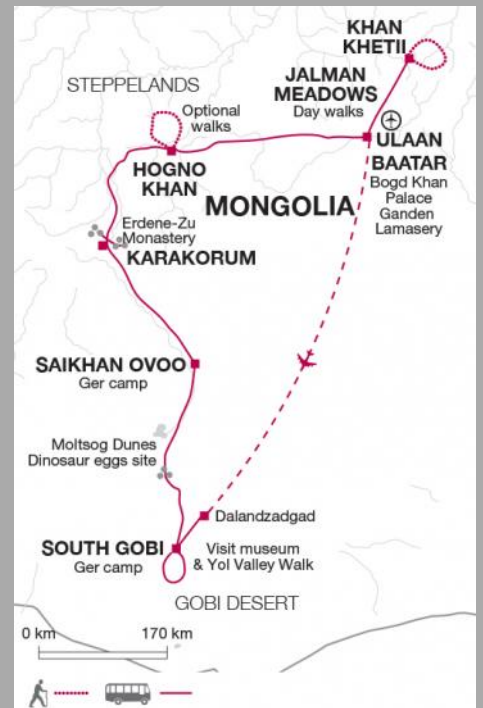 KHAN
KHETII
STEPPELANDS
JALMAN
MEADOWS
Day walks
Optional
walks
ULAAN
BAATAR
Bogd Khan
Palace
Ganden
Lamasery
HOGNO
KHAN
MONGOLIA
Erdene-Zu
Monastery
KARAKORUM
SAIKHAN OVOO
Ger camp
Moltsog Dunes
Dinosaur eggs site
Dalandzadgad
SOUTH GOBI
Ger camp
Visit museum
& Yol Valley Walk
GOBI DESERT
0 km
170 km